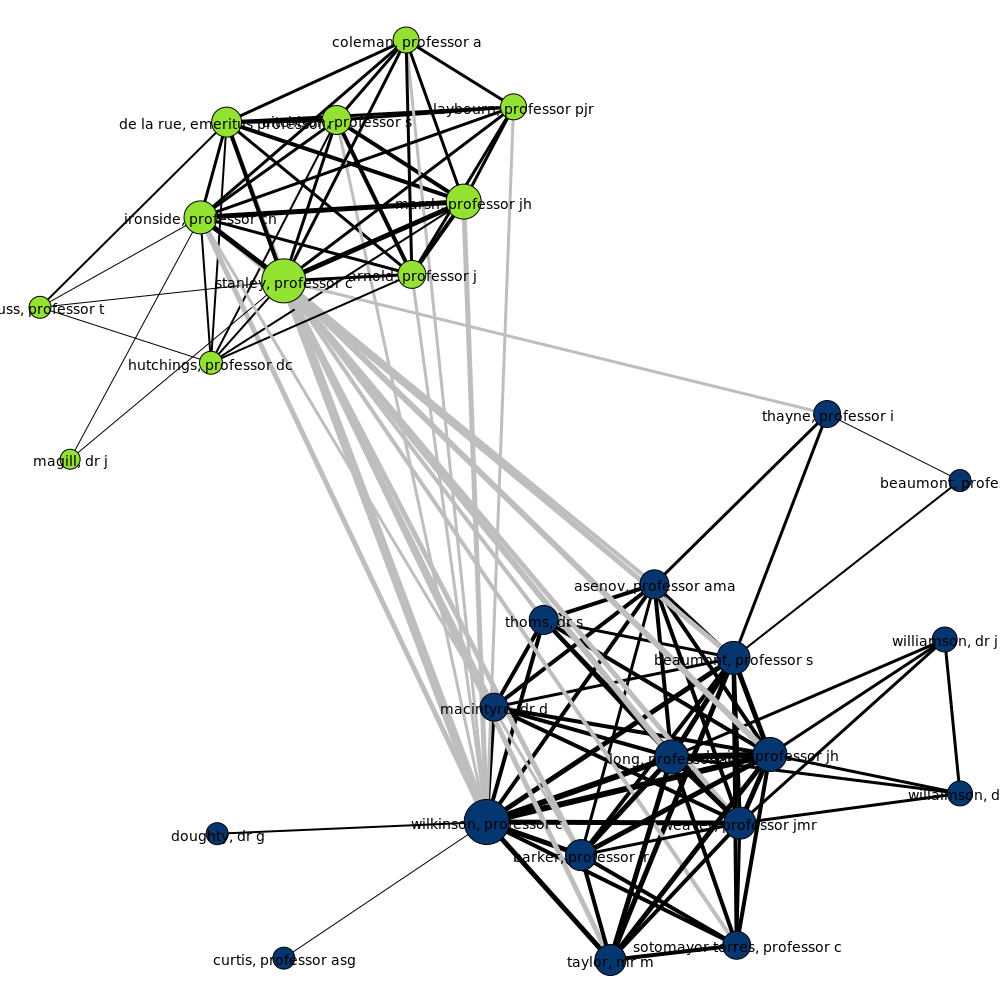 coleman, professor a
laybourn, professor pjr
de la rue, emeritus professor
professor s
marsh, professor jh
ironside, professor cn
arnold, professor j
stanley, professor c
uss, professor t
hutchings, professor dc
magill, dr j
thayne, professor i
beaumont, profe
asenov, professor ama
thoms, dr s
williamson, dr j
beaumont, professor s
macintyre, dr d
long, professor
professor jh
williamson, d
wilkinson, professor c
weaver, professor jmr
doughty, dr g
barker, professor jr
sotomayor torres, professor c
curtis, professor asg
taylor, mr m